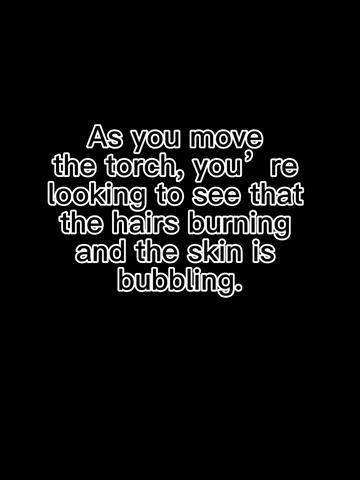 As you move
the torch, you’re
looking to see that
the hairs burning
and the skin is
bubbling.